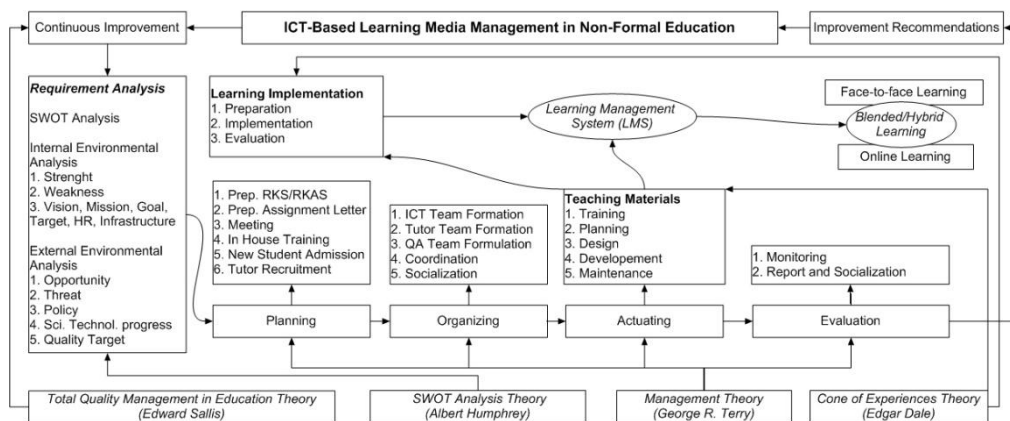 Continuous Improvement
ICT-Based Learning Media Management in Non-Formal Education
Improvement Recommendations
Requirement Analysis
SWOT Analysis
Internal Environmental
Analysis
1. Strenght
2. Weakness
3. Vision, Mission, Goal,
Target, HR, Infrastructure
External Environmental
Analysis
1. Opportunity
2. Threat
3. Policy
4. Sci. Technol. progress
5. Quality Target
Learning Implementation
1. Preparation
2. Implementation
3. Evaluation
Learning Management
System (LMS)
Face-to-face Learning
Blended/Hybrid
Learning
Online Learning
1. Prep. RKS/RKAS
2. Prep. Assignment Letter
3. Meeting
4. In House Training
5. New Student Admission
6. Tutor Recruitment
1. ICT Team Formation
2. Tutor Team Formation
3. QA Team Formulation
4. Coordination
5. Socialization
Teaching Materials
1. Training
2. Planning
3. Design
4. Developement
5. Maintenance
1. Monitoring
2. Report and Socialization
Planning
Organizing
Actuating
Evaluation
Total Quality Management in Education Theory
(Edward Sallis)
SWOT Analysis Theory
(Albert Humphrey)
Management Theory
(George R. Terry)
Cone of Experiences Theory
(Edgar Dale)